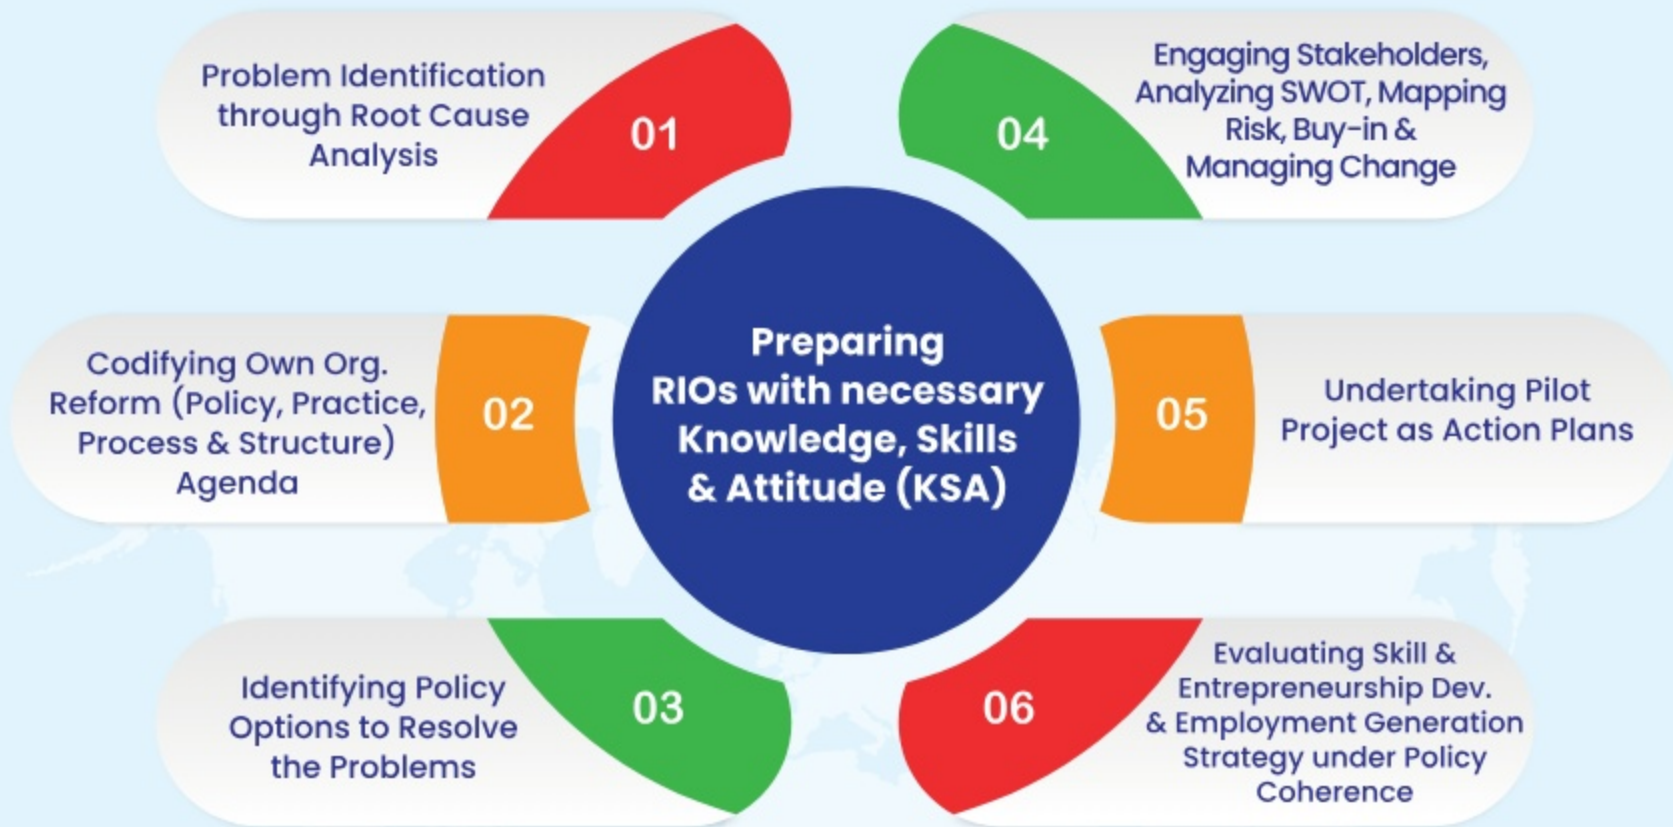 01
Problem Identification
through Root Cause
Analysis
02
Codifying Own Org.
Reform (Policy, Practice,
Process & Structure)
Agenda
03
Identifying Policy
Options to Resolve
the Problems
Preparing
RIOs with necessary
Knowledge, Skills
& Attitude (KSA)
04
Engaging Stakeholders,
Analyzing SWOT, Mapping
Risk, Buy-in &
Managing Change
05
Undertaking Pilot
Project as Action Plans
06
Evaluating Skill &
Entrepreneurship Dev.
& Employment Generation
Strategy under Policy
Coherence